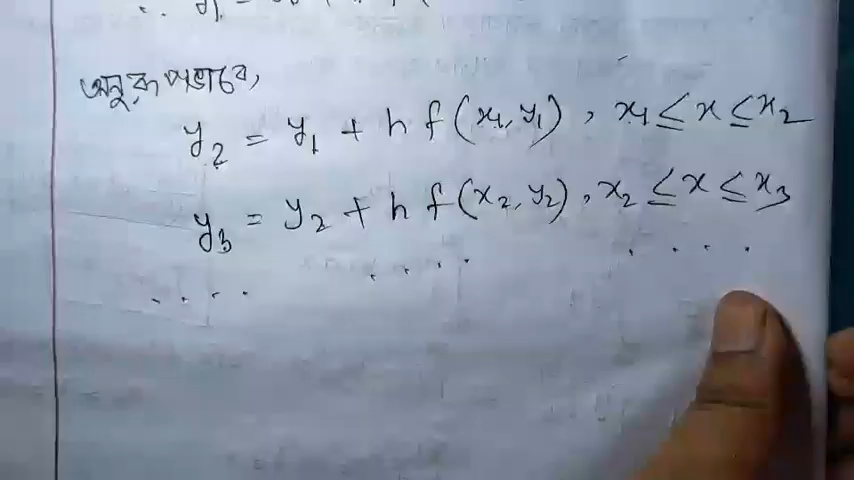 অনুরূপভাবে,
y₂ = y₁ + h f(x₁, y₁), x₁ ≤ x ≤ x₂
y₃ = y₂ + h f(x₂, y₂), x₂ ≤ x ≤ x₃
.... .... ....